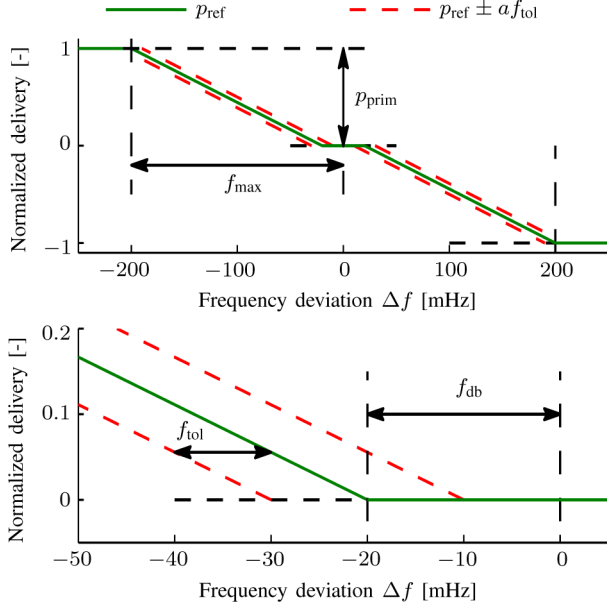 p_ref   p_ref ± a f_tol
Normalized delivery [-]
1
0
−1
p_prim
f_max
−200 −100 0 100 200
Frequency deviation Δf [mHz]
Normalized delivery [-]
0.2
0.1
0
f_db
f_tol
−50 −40 −30 −20 −10 0
Frequency deviation Δf [mHz]